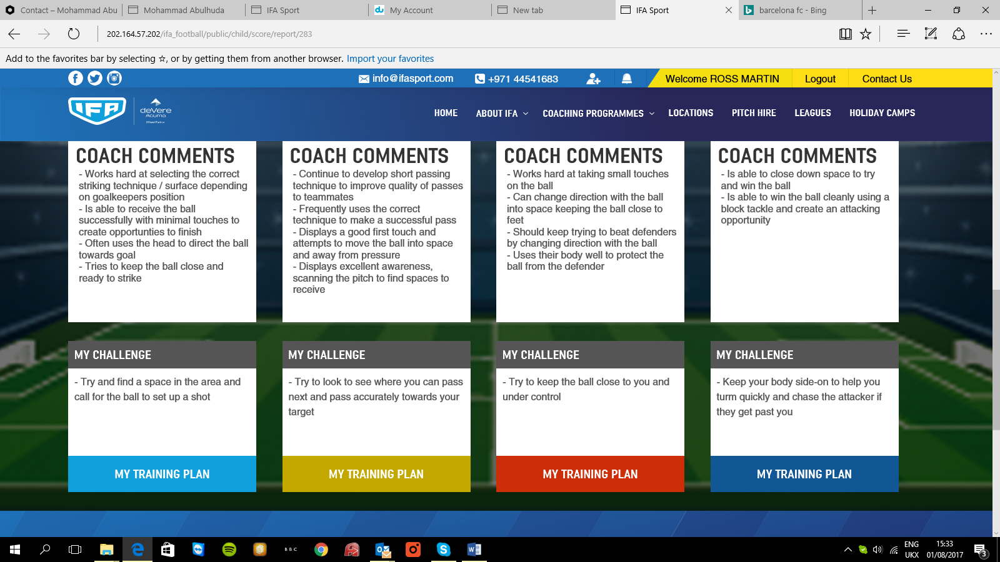 Contact – Mohammad Abu
Mohammad Abulhuda
IFA Sport
du My Account
New tab
IFA Sport
b barcelona fc - Bing
202.164.57.202/ifa_football/public/child/score/report/283
Add to the favorites bar by selecting ☆, or by getting them from another browser. Import your favorites
info@ifasport.com
+971 44541683
Welcome ROSS MARTIN
Logout
Contact Us
IFA
deVere
Acuma
Official Partner
HOME
ABOUT IFA
COACHING PROGRAMMES
LOCATIONS
PITCH HIRE
LEAGUES
HOLIDAY CAMPS
COACH COMMENTS
- Works hard at selecting the correct
striking technique / surface depending
on goalkeepers position
- Is able to receive the ball
successfully with minimal touches to
create opportunties to finish
- Often uses the head to direct the ball
towards goal
- Tries to keep the ball close and
ready to strike
COACH COMMENTS
- Continue to develop short passing
technique to improve quality of passes
to teammates
- Frequently uses the correct
technique to make a successful pass
- Displays a good first touch and
attempts to move the ball into space
and away from pressure
- Displays excellent awareness,
scanning the pitch to find spaces to
receive
COACH COMMENTS
- Works hard at taking small touches
on the ball
- Can change direction with the ball
into space keeping the ball close to
feet
- Should keep trying to beat defenders
by changing direction with the ball
- Uses their body well to protect the
ball from the defender
COACH COMMENTS
- Is able to close down space to try
and win the ball
- Is able to win the ball cleanly using a
block tackle and create an attacking
opportunity
MY CHALLENGE
- Try and find a space in the area and
call for the ball to set up a shot
MY TRAINING PLAN
MY CHALLENGE
- Try to look to see where you can pass
next and pass accurately towards your
target
MY TRAINING PLAN
MY CHALLENGE
- Try to keep the ball close to you and
under control
MY TRAINING PLAN
MY CHALLENGE
- Keep your body side-on to help you
turm quickly and chase the attacker if
they get past you
MY TRAINING PLAN
BBC
ENG
UKX
15:33
01/08/2017
3